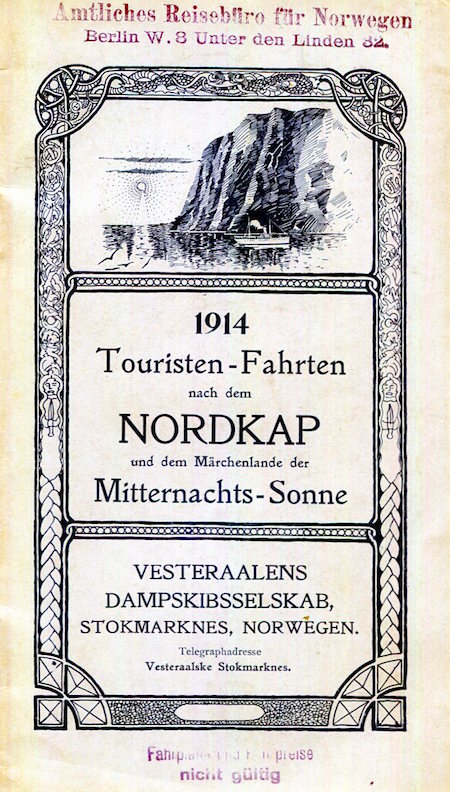 Amtliches Reisebüro für Norwegen
Berlin W. 8 Unter den Linden 32.
1914
Touristen-Fahrten
nach dem
NORDKAP
und dem Märchenlande der
Mitternachts-Sonne
VESTERAALENS
DAMPSKIBSSELSKAB,
STOKMARKNES, NORWEGEN.
Telegraphadresse
Vesteraalske Stokmarknes.
nicht gültig